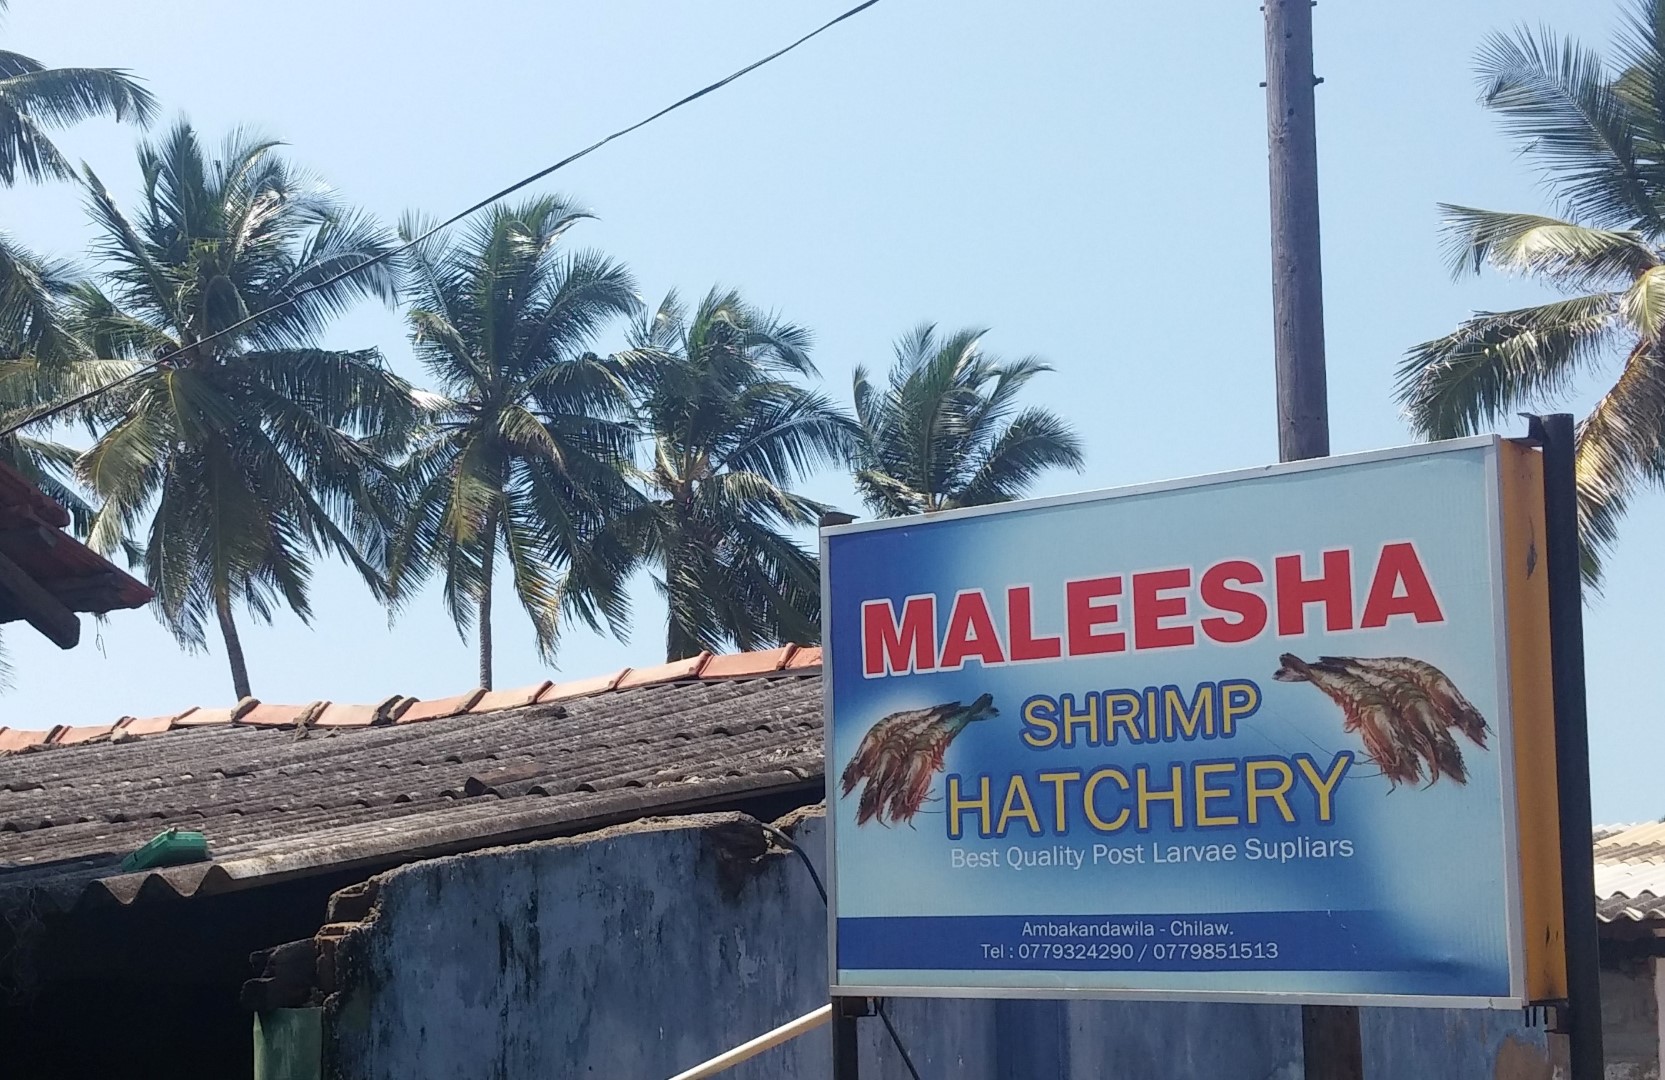 MALEESHA
SHRIMP
HATCHERY
Best Quality Post Larvae Supliars
Ambakandawila - Chilaw.
Tel : 0779324290 / 0779851513